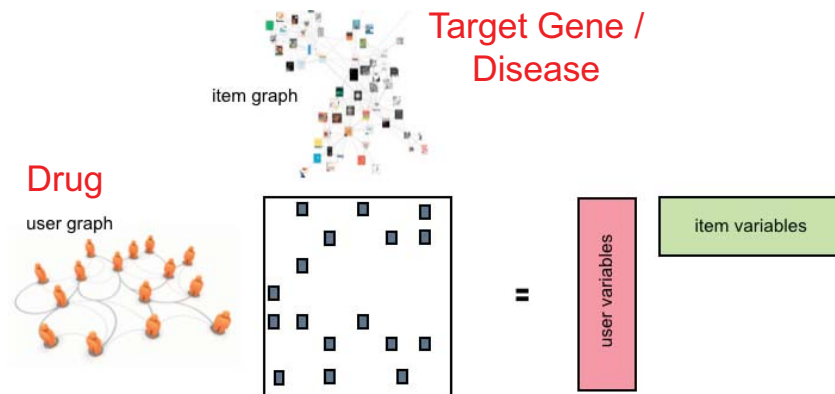 Target Gene /
Disease
item graph
Drug
user graph
=
user variables
item variables